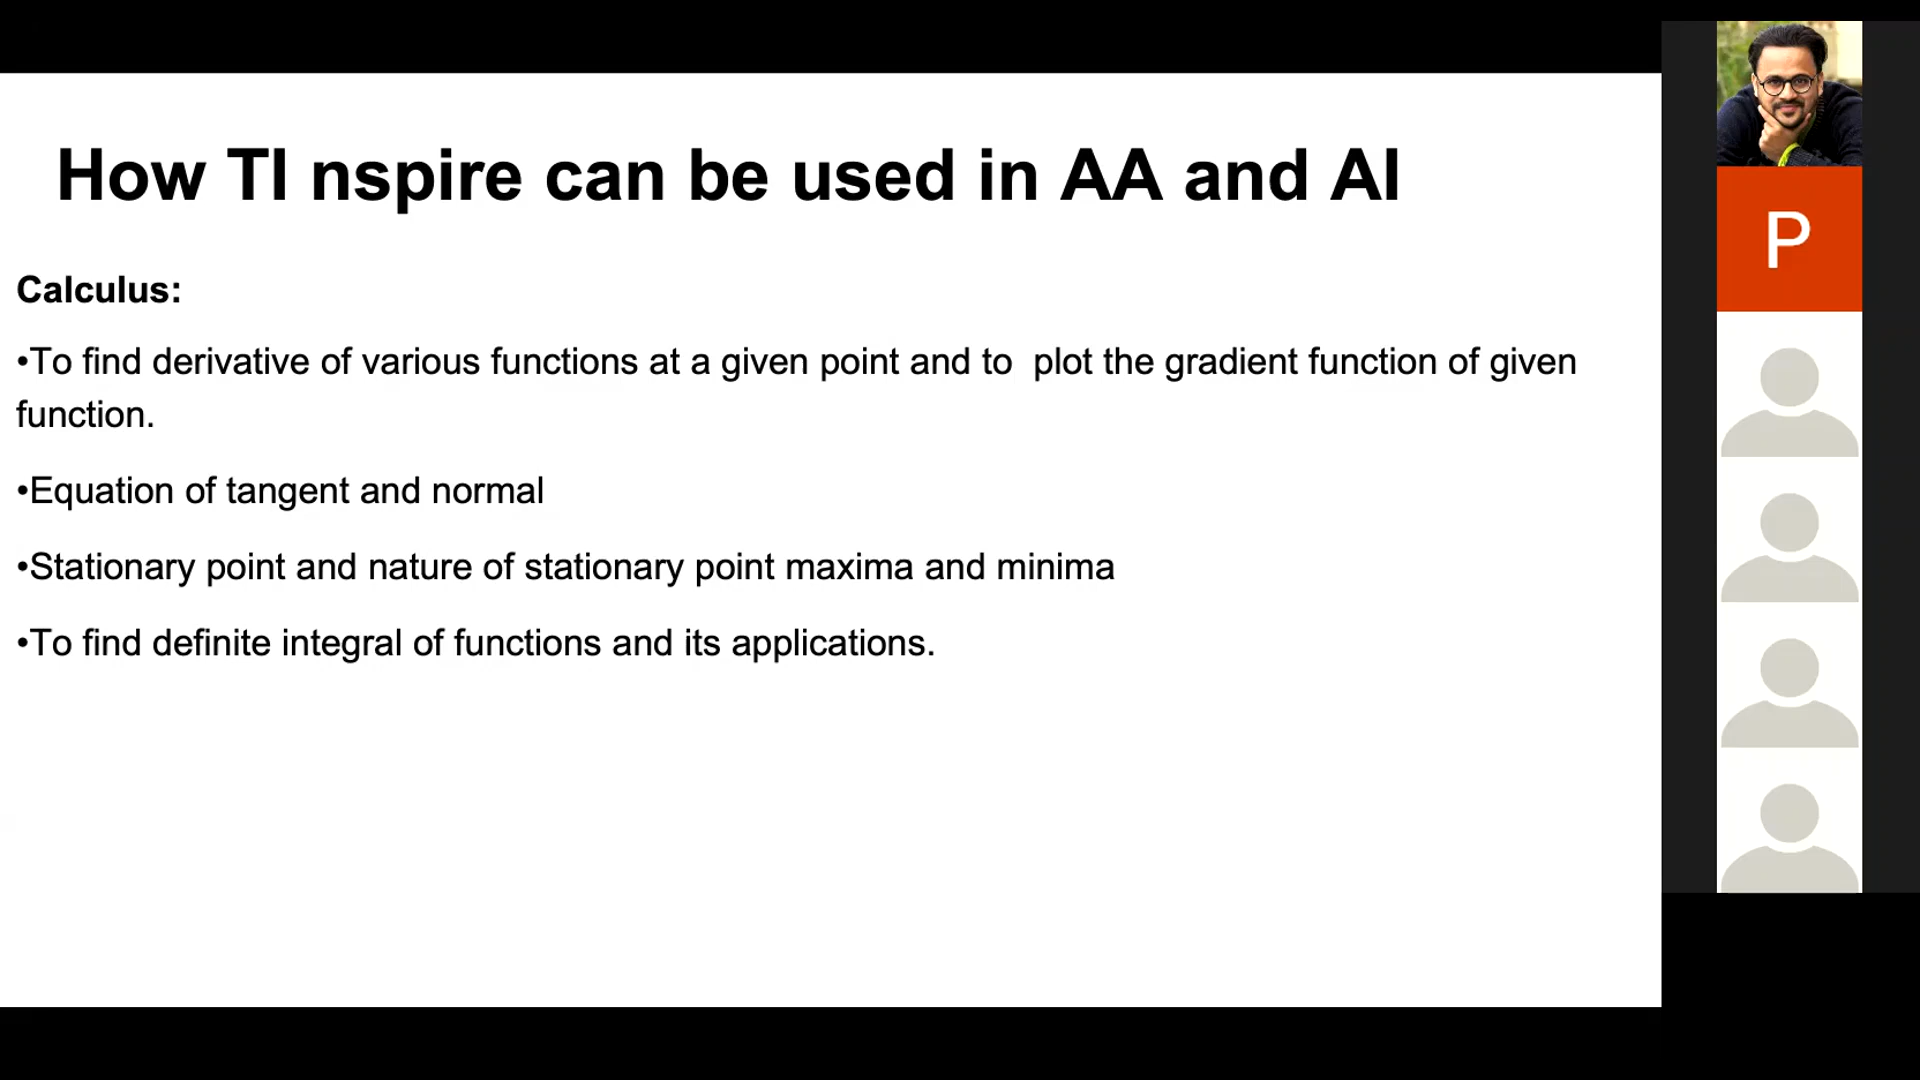 How TI nspire can be used in AA and AI
Calculus:
•To find derivative of various functions at a given point and to  plot the gradient function of given
function.
•Equation of tangent and normal
•Stationary point and nature of stationary point maxima and minima
•To find definite integral of functions and its applications.
P